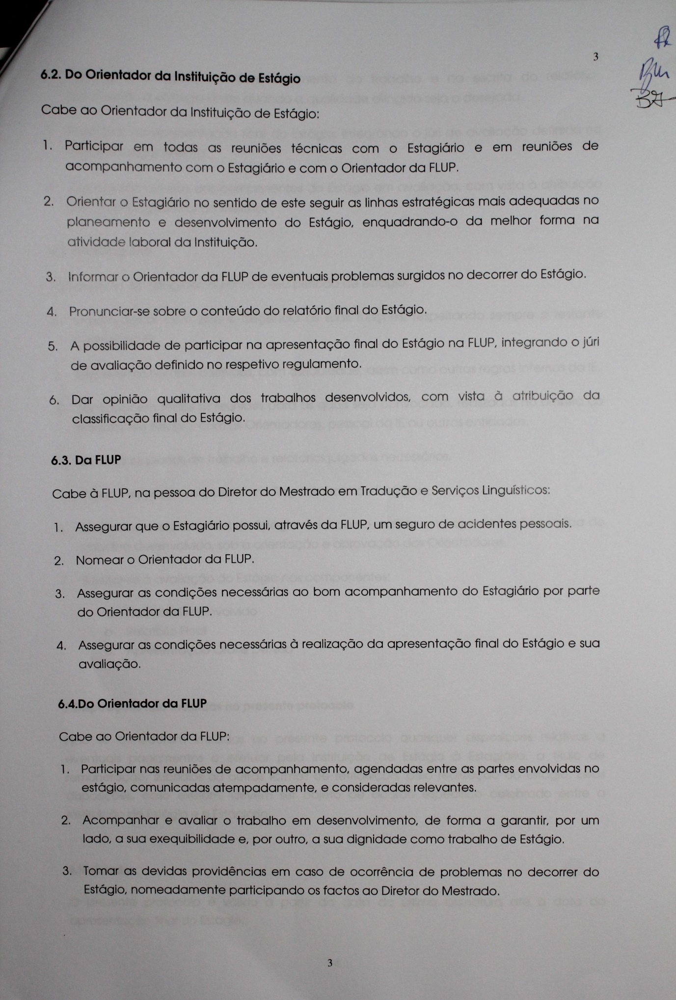 3
6.2. Do Orientador da Instituição de Estágio
Cabe ao Orientador da Instituição de Estágio:
1. Participar em todas as reuniões técnicas com o Estagiário e em reuniões de
acompanhamento com o Estagiário e com o Orientador da FLUP.
2. Orientar o Estagiário no sentido de este seguir as linhas estratégicas mais adequadas no
planeamento e desenvolvimento do Estágio, enquadrando-o da melhor forma na
atividade laboral da Instituição.
3. Informar o Orientador da FLUP de eventuais problemas surgidos no decorrer do Estágio.
4. Pronunciar-se sobre o conteúdo do relatório final do Estágio.
5. A possibilidade de participar na apresentação final do Estágio na FLUP, integrando o júri
de avaliação definido no respetivo regulamento.
6. Dar opinião qualitativa dos trabalhos desenvolvidos, com vista à atribuição da
classificação final do Estágio.
6.3. Da FLUP
Cabe à FLUP, na pessoa do Diretor do Mestrado em Tradução e Serviços Linguísticos:
1. Assegurar que o Estagiário possui, através da FLUP, um seguro de acidentes pessoais.
2. Nomear o Orientador da FLUP.
3. Assegurar as condições necessárias ao bom acompanhamento do Estagiário por parte
do Orientador da FLUP.
4. Assegurar as condições necessárias à realização da apresentação final do Estágio e sua
avaliação.
6.4.Do Orientador da FLUP
Cabe ao Orientador da FLUP:
1. Participar nas reuniões de acompanhamento, agendadas entre as partes envolvidas no
estágio, comunicadas atempadamente, e consideradas relevantes.
2. Acompanhar e avaliar o trabalho em desenvolvimento, de forma a garantir, por um
lado, a sua exequibilidade e, por outro, a sua dignidade como trabalho de Estágio.
3. Tomar as devidas providências em caso de ocorrência de problemas no decorrer do
Estágio, nomeadamente participando os factos ao Diretor do Mestrado.
3